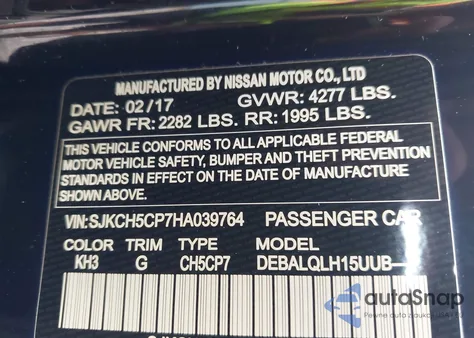 MANUFACTURED BY NISSAN MOTOR CO., LTD
DATE: 02/17 GVWR: 4277 LBS.
GAWR FR: 2282 LBS. RR: 1995 LBS.
THIS VEHICLE CONFORMS TO ALL APPLICABLE FEDERAL
MOTOR VEHICLE SAFETY, BUMPER AND THEFT PREVENTION
STANDARDS IN EFFECT ON THE DATE OF MANUFACTURE
SHOWN ABOVE.
VIN:SJKCH5CP7HA039764 PASSENGER CAR
COLOR TRIM TYPE MODEL
KH3 G CH5CP7 DEBALQLH15UUB—
autoSnap